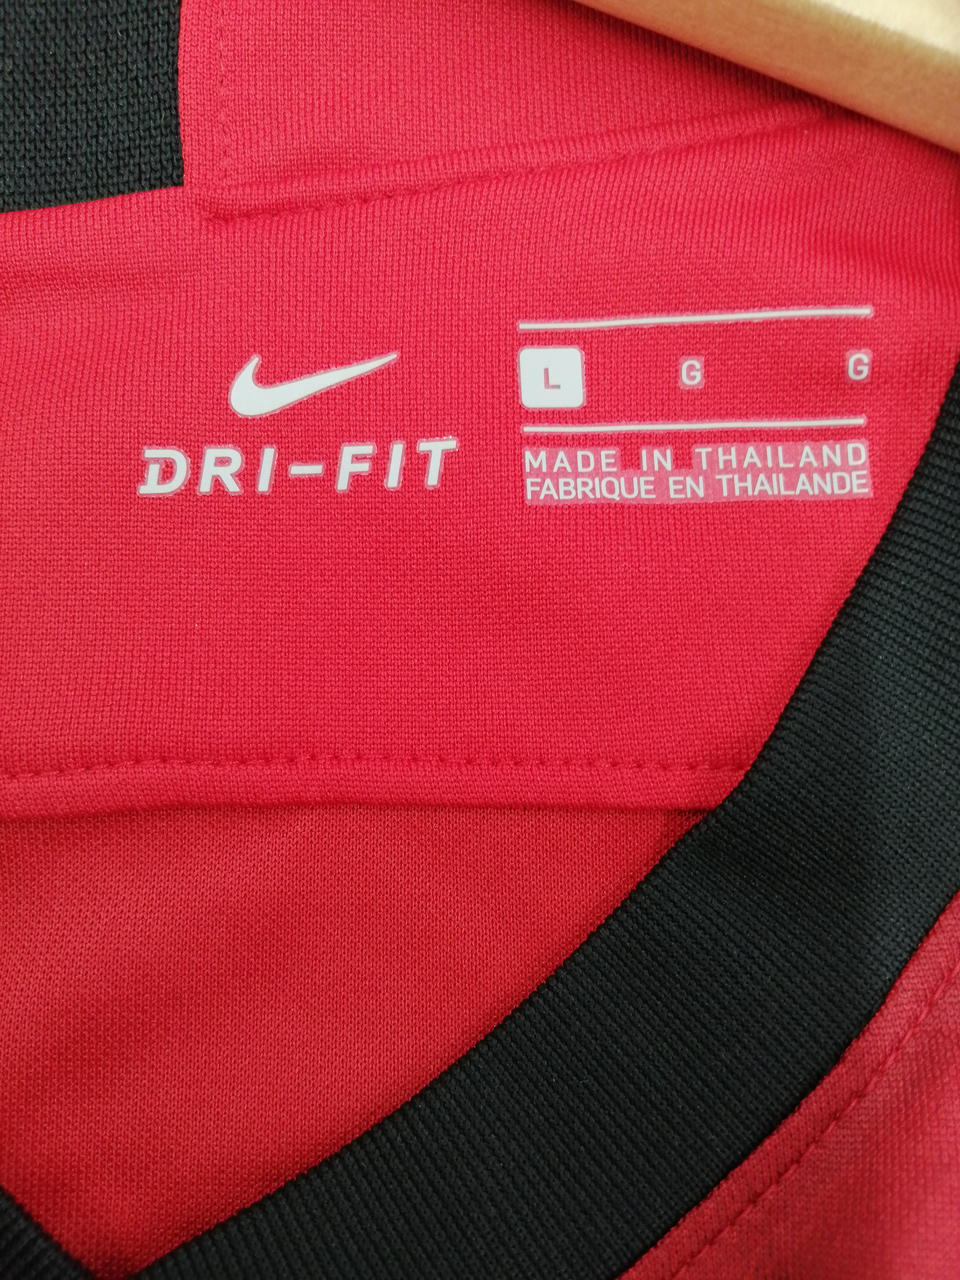 DRI-FIT
L G G
MADE IN THAILAND
FABRIQUE EN THAILANDE